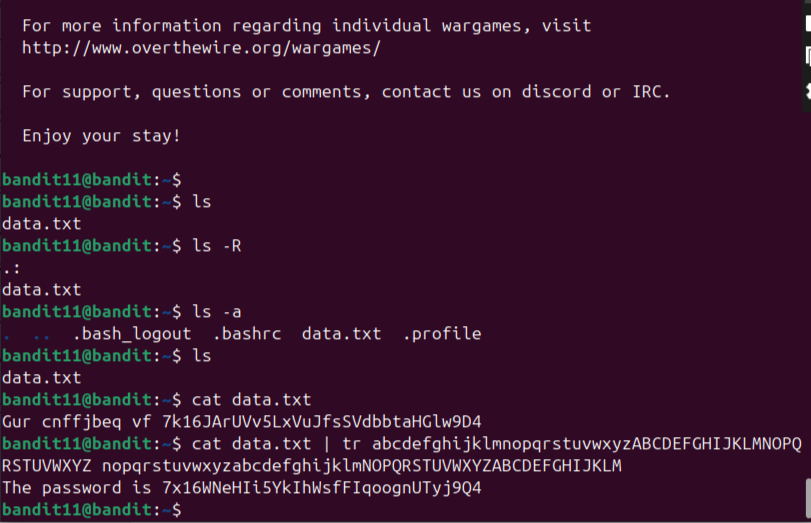 For more information regarding individual wargames, visit
http://www.overthewire.org/wargames/
For support, questions or comments, contact us on discord or IRC.
Enjoy your stay!
bandit11@bandit:~$
bandit11@bandit:~$ ls
data.txt
bandit11@bandit:~$ ls -R
.:
data.txt
bandit11@bandit:~$ ls -a
.  ..  .bash_logout  .bashrc  data.txt  .profile
bandit11@bandit:~$ ls
data.txt
bandit11@bandit:~$ cat data.txt
Gur cnffjbeq vf 7k16JArUVv5LxVuJfsSVdbbtaHGlw9D4
bandit11@bandit:~$ cat data.txt | tr abcdefghijklmnopqrstuvwxyzABCDEFGHIJKLMNOPQ
RSTUVWXYZ nopqrstuvwxyzabcdefghijklmNOPQRSTUVWXYZABCDEFGHIJKLM
The password is 7x16WNeHIi5YkIhWsfFIqoognUTyj9Q4
bandit11@bandit:~$